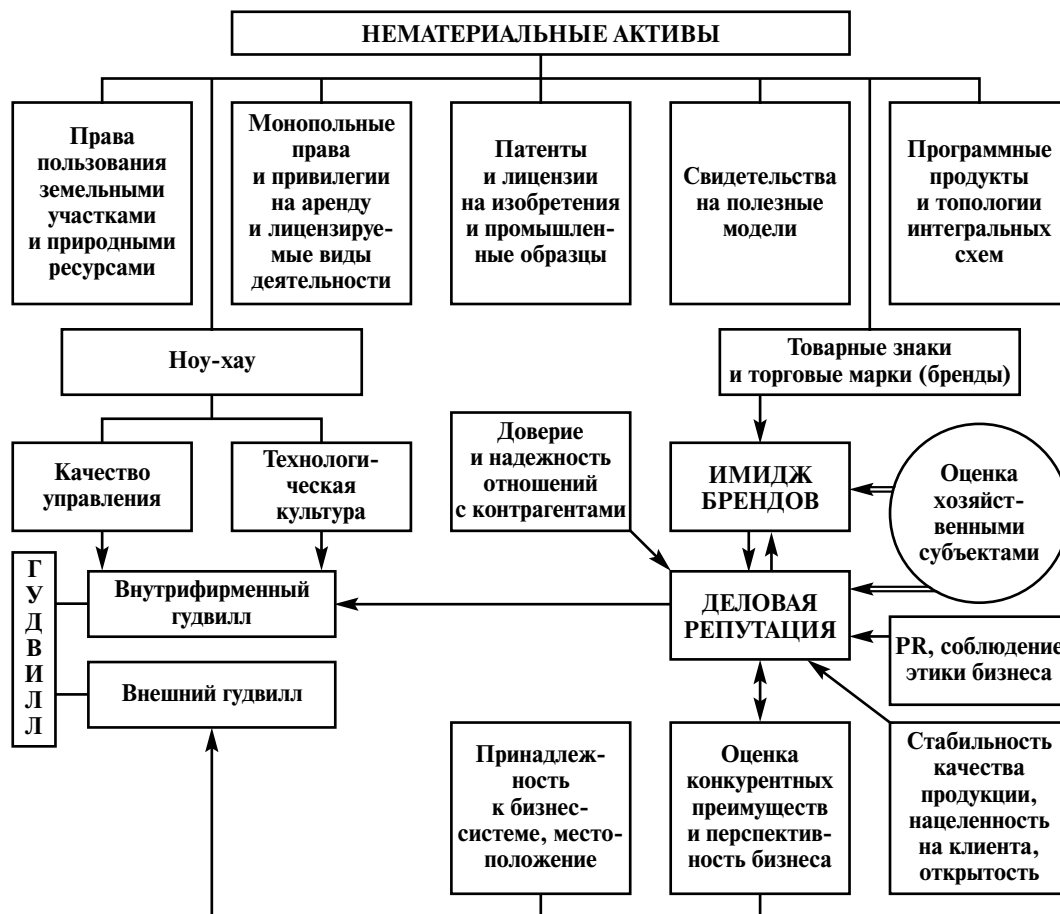 НЕМАТЕРИАЛЬНЫЕ АКТИВЫ
Права
пользования
земельными
участками
и природными
ресурсами
Монопольные
права
и привилегии
на аренду
и лицензируе-
мые виды
деятельности
Патенты
и лицензии
на изобретения
и промышлен-
ные образцы
Свидетельства
на полезные
модели
Программные
продукты
и топологии
интегральных
схем
Ноу-хау
Товарные знаки
и торговые марки (бренды)
Качество
управления
Технологи-
ческая
культура
Доверие
и надежность
отношений
с контрагентами
ИМИДЖ
БРЕНДОВ
Оценка
хозяйст-
венными
субъектами
ГУДВИЛЛ
Внутрифирменный
гудвилл
ДЕЛОВАЯ
РЕПУТАЦИЯ
PR, соблюдение
этики бизнеса
Внешний гудвилл
Принадлеж-
ность
к бизнес-
системе, место-
положение
Оценка
конкурентных
преимуществ
и перспектив-
ность бизнеса
Стабильность
качества
продукции,
нацеленность
на клиента,
открытость